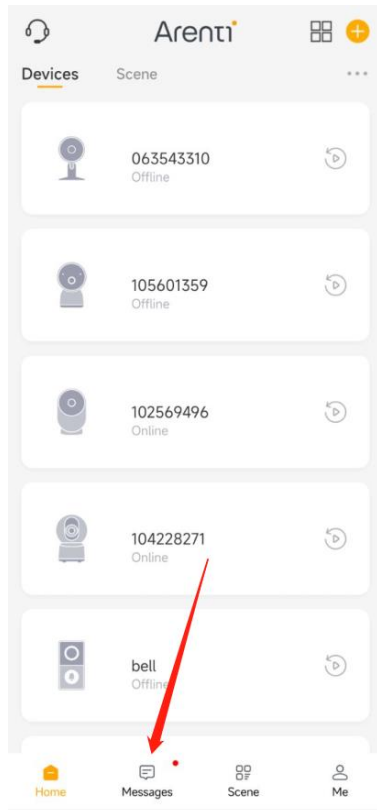 Arenti
Devices Scene
063543310
Offline
105601359
Offline
102569496
Online
104228271
Online
bell
Offline
Home Messages Scene Me